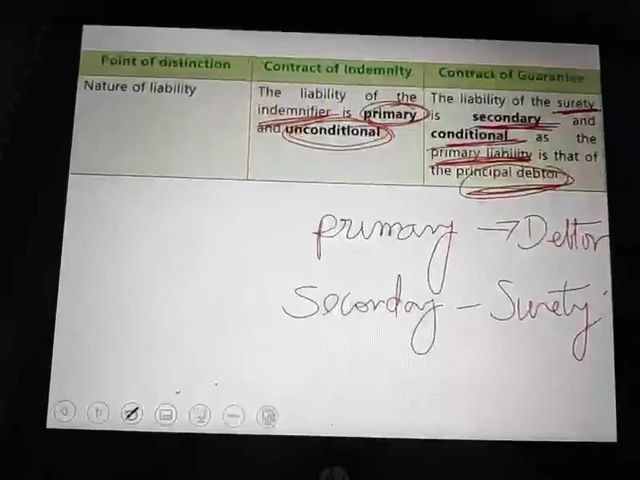 Point of distinction
Contract of Indemnity
Contract of Guarantee
Nature of liability
The liability of the
indemnifier is primary
and unconditional
The liability of the surety
is secondary and
conditional as the
primary liability is that of
the principal debtor
primary → Debtor
Seconday – Surety